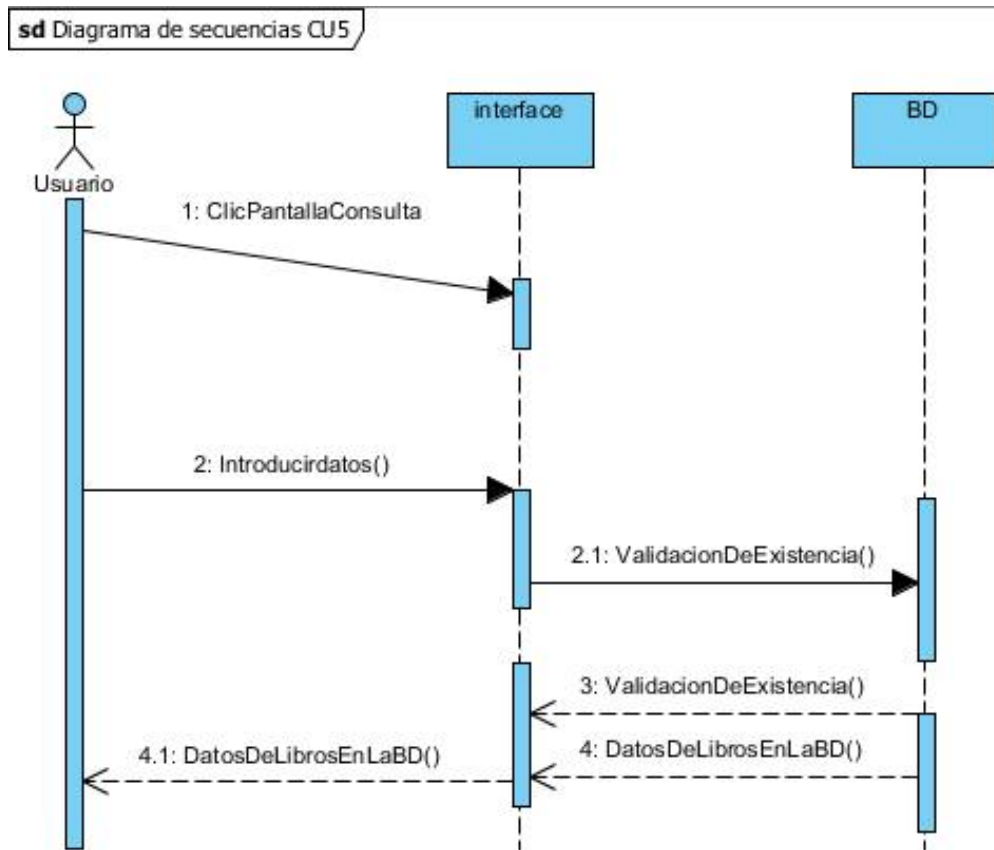 sd Diagrama de secuencias CU5
interface
BD
Usuario
1: ClicPantallaConsulta
2: Introducirdatos()
2.1: ValidacionDeExistencia()
3: ValidacionDeExistencia()
4.1: DatosDeLibrosEnLaBD()
4: DatosDeLibrosEnLaBD()